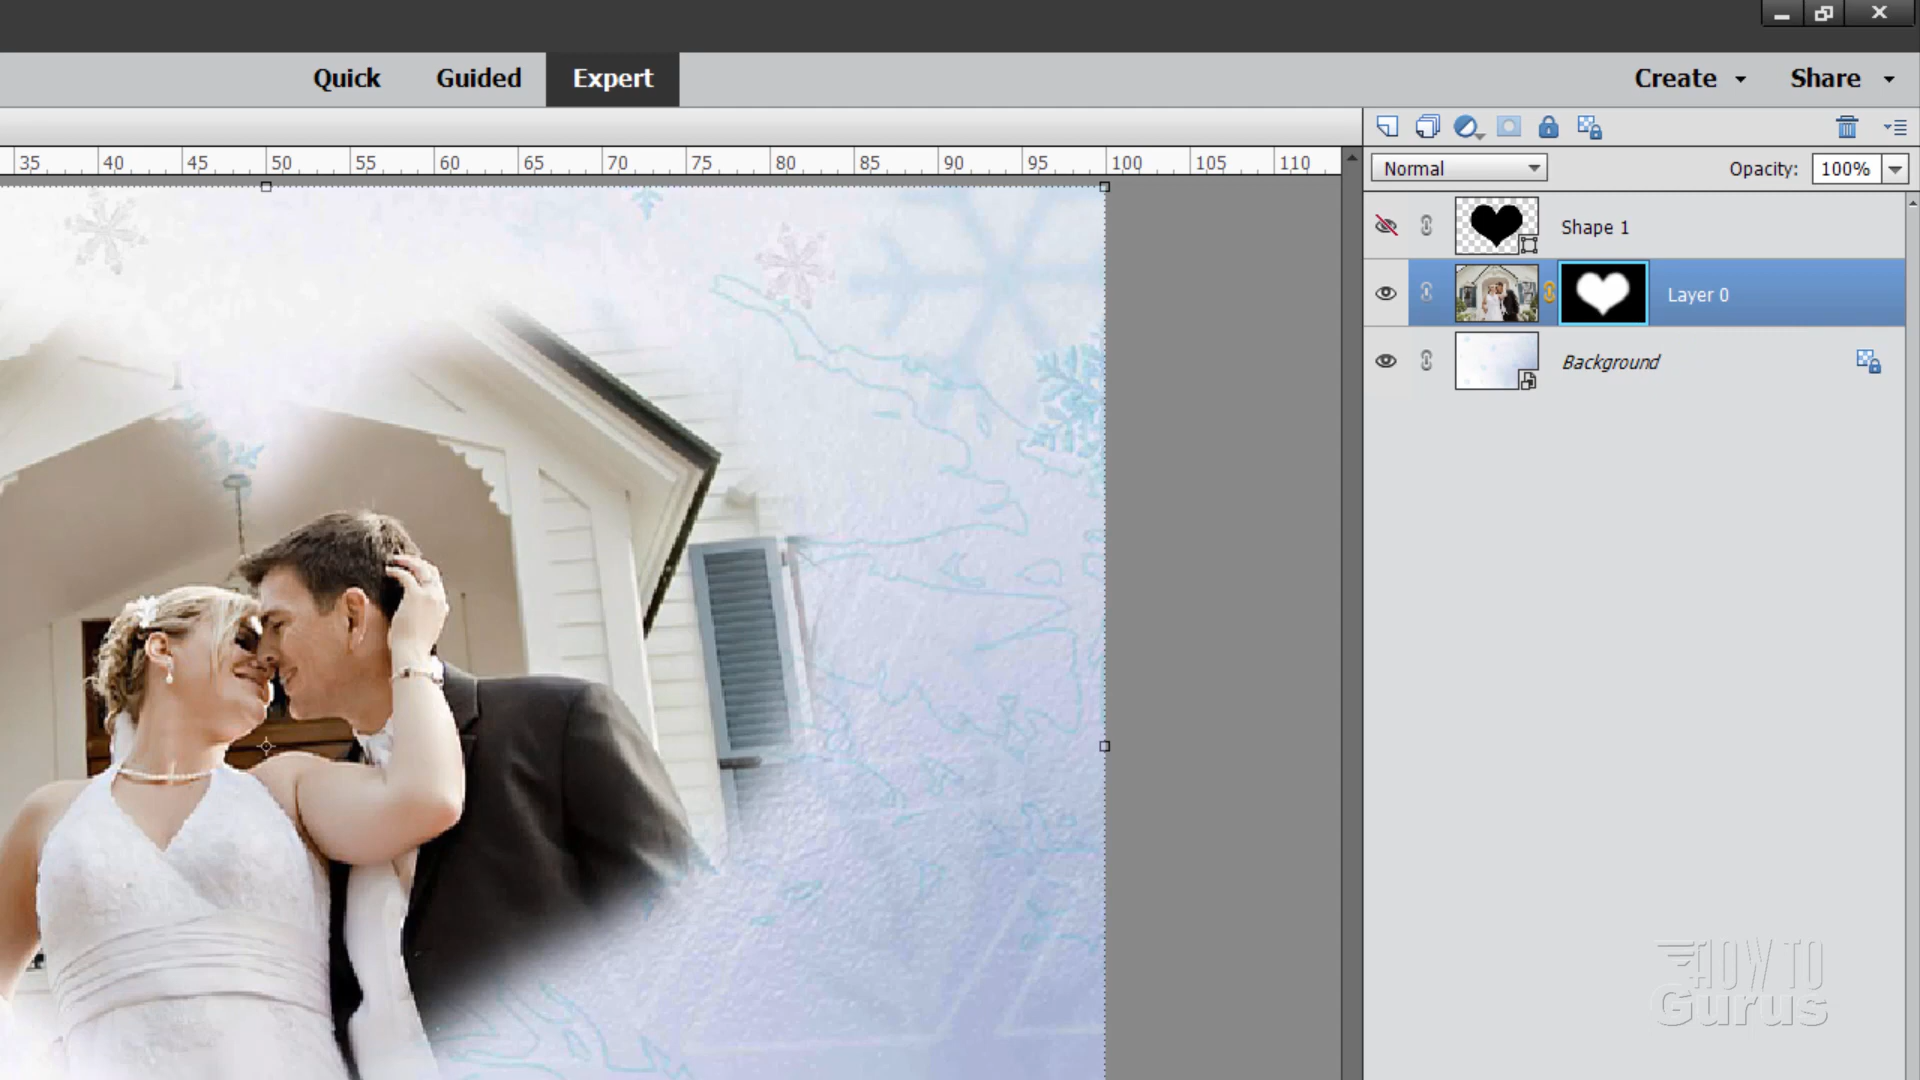 Quick Guided Expert Create Share
35 40 45 50 55 60 65 70 75 80 85 90 95 100 105 110
Normal Opacity: 100%
Shape 1
Layer 0
Background
HOW TO
Gurus